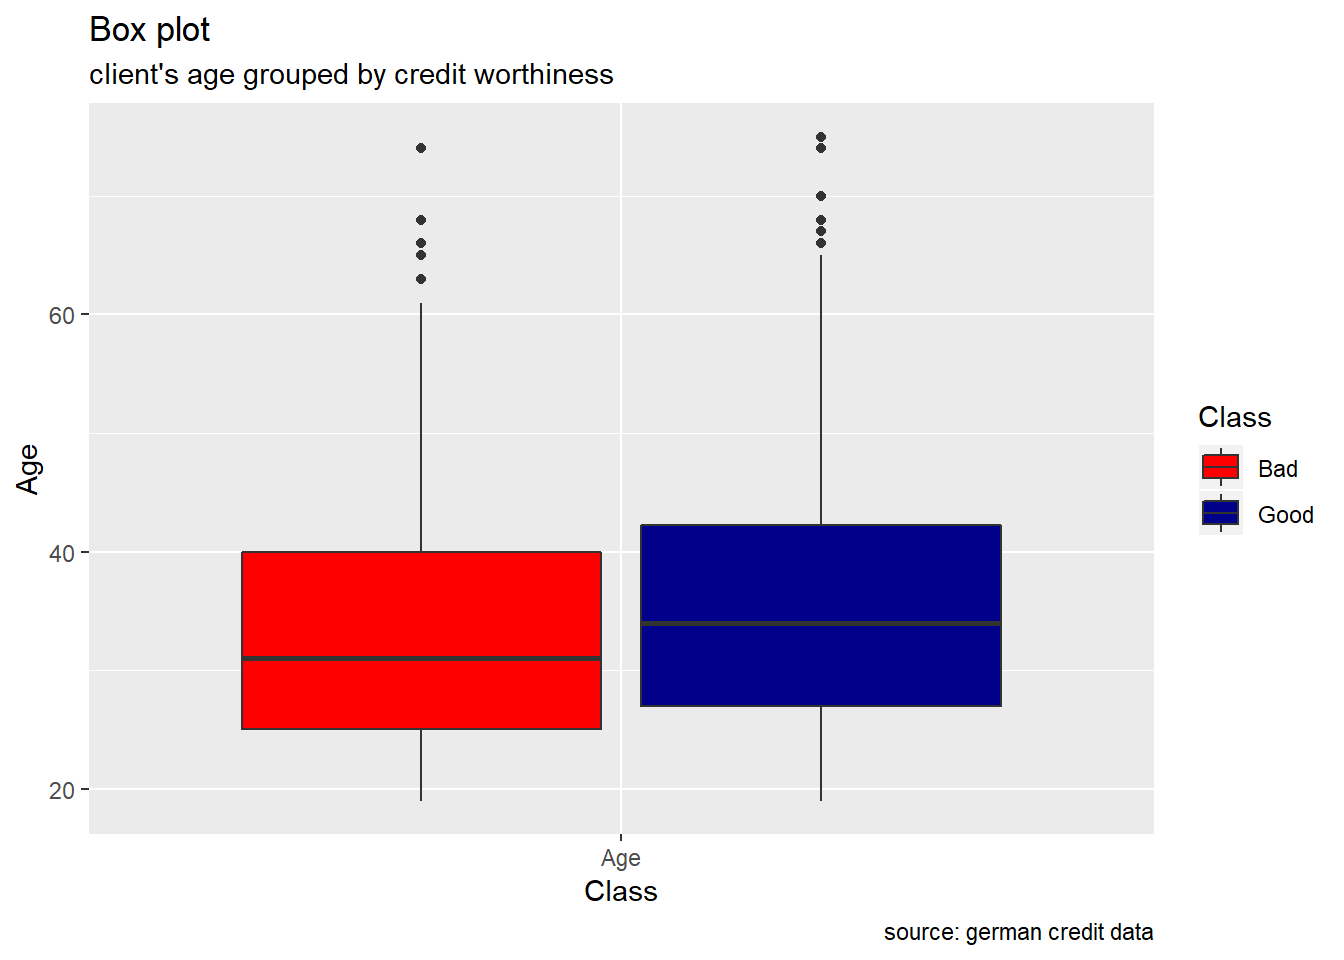 Box plot
client's age grouped by credit worthiness
60
40
20
Age
Age
Class
Class
Bad
Good
source: german credit data